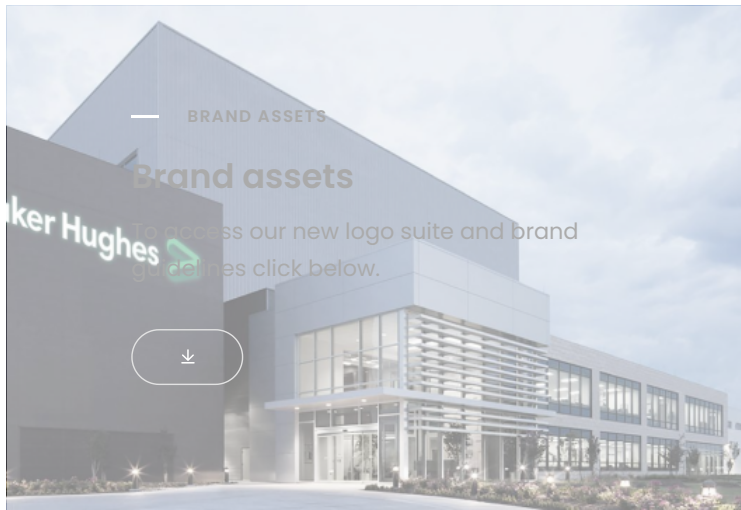 BRAND ASSETS
Brand assets
To access our new logo suite and brand
guidelines click below.
aker Hughes